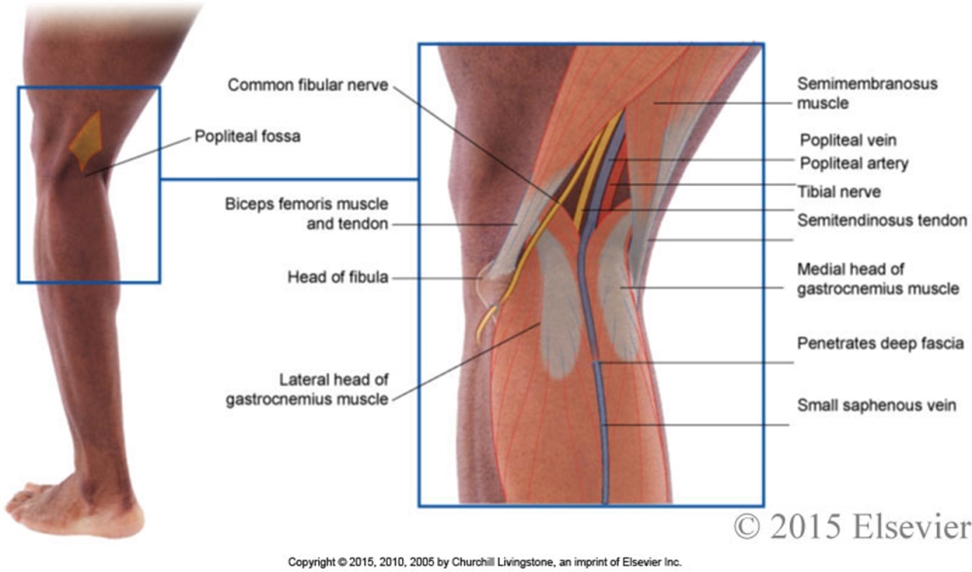 Common fibular nerve
Popliteal fossa
Biceps femoris muscle
and tendon
Head of fibula
Lateral head of
gastrocnemius muscle
Semimembranosus
muscle
Popliteal vein
Popliteal artery
Tibial nerve
Semitendinosus tendon
Medial head of
gastrocnemius muscle
Penetrates deep fascia
Small saphenous vein
© 2015 Elsevier
Copyright © 2015, 2010, 2005 by Churchill Livingstone, an imprint of Elsevier Inc.